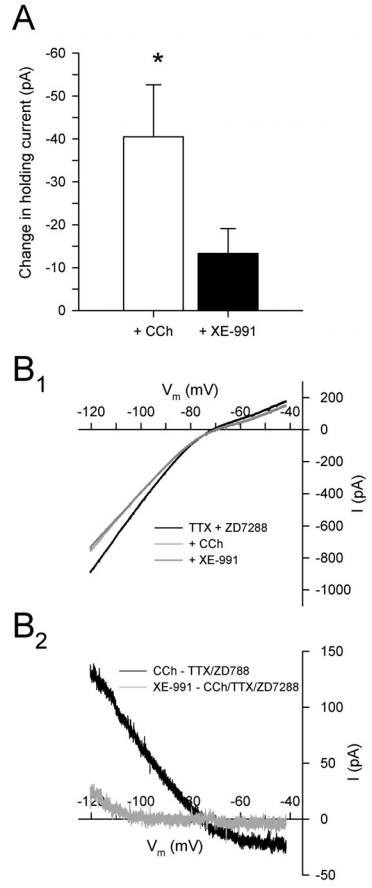 A
Change in holding current (pA)
-60
-50
-40
-30
-20
-10
0
*
+ CCh
+ XE-991
B1
Vm (mV)
-120
-100
-80
-60
-40
200
0
-200
-400
-600
-800
-1000
I (pA)
TTX + ZD7288
+ CCh
+ XE-991
B2
CCh - TTX/ZD788
XE-991 - CCh/TTX/ZD7288
150
100
50
0
-50
I (pA)
-120
-100
-80
-60
-40
Vm (mV)